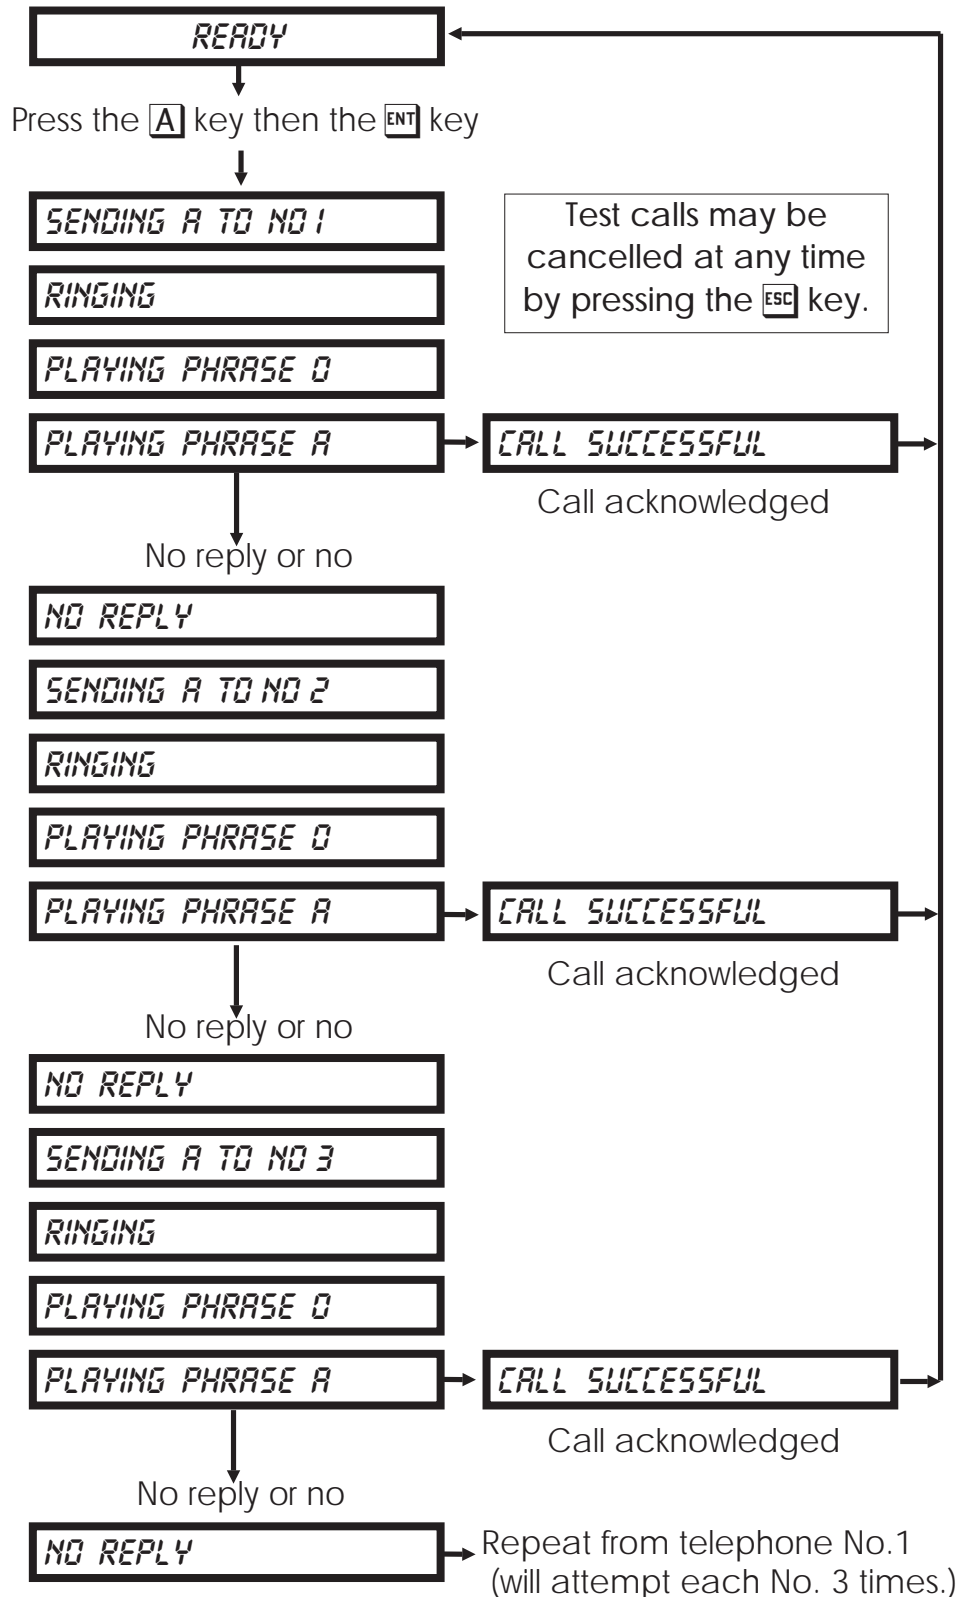 READY
Press the A key then the ENT key
SENDING A TO NO1
Test calls may be
cancelled at any time
by pressing the ESC key.
RINGING
PLAYING PHRASE 0
PLAYING PHRASE A
CALL SUCCESSFUL
Call acknowledged
No reply or no
NO REPLY
SENDING A TO NO 2
RINGING
PLAYING PHRASE 0
PLAYING PHRASE A
CALL SUCCESSFUL
Call acknowledged
No reply or no
NO REPLY
SENDING A TO NO 3
RINGING
PLAYING PHRASE 0
PLAYING PHRASE A
CALL SUCCESSFUL
Call acknowledged
No reply or no
NO REPLY
Repeat from telephone No.1
(will attempt each No. 3 times.)